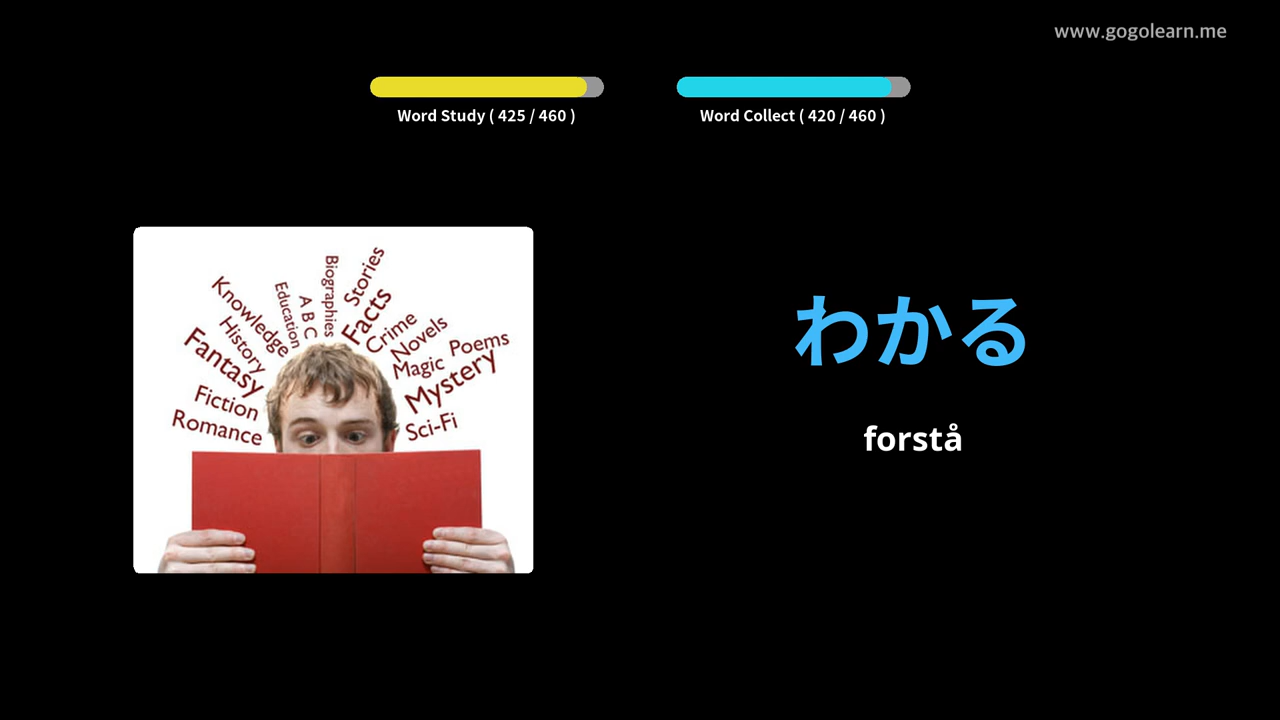 www.gogolearn.me
Word Study ( 425 / 460 )
Word Collect ( 420 / 460 )
Biographies
Stories
Education
A B C
Facts
Knowledge
Crime
History
Novels
Fantasy
Magic
Poems
Mystery
Fiction
Romance
Sci-Fi
わかる
forstå